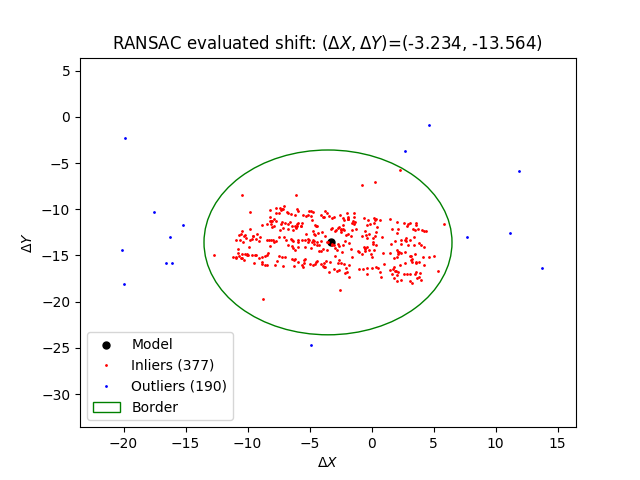 RANSAC evaluated shift: (ΔX, ΔY)=(-3.234, -13.564)
5
0
−5
−10
−15
−20
−25
−30
ΔY
Model
Inliers (377)
Outliers (190)
Border
−20 −15 −10 −5 0 5 10 15
ΔX